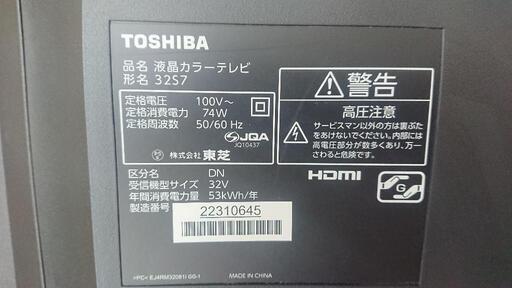 TOSHIBA
品名 液晶カラーテレビ
形名 32S7
定格電圧 100V～
定格消費電力 74W
定格周波数 50/60 Hz
JQA
JQ10437
株式会社 東芝
警告
高圧注意
サービスマン以外の方は裏ぶた
をあけないでください。内部には
高電圧部分が数多くあり、万一
さわると危険です。
区分名 DN
受信機型サイズ 32V
年間消費電力量 53kWh/年
製造番号 22310645
HDMI
G
>PC< EJ4RM32081I GG-1
MADE IN CHINA